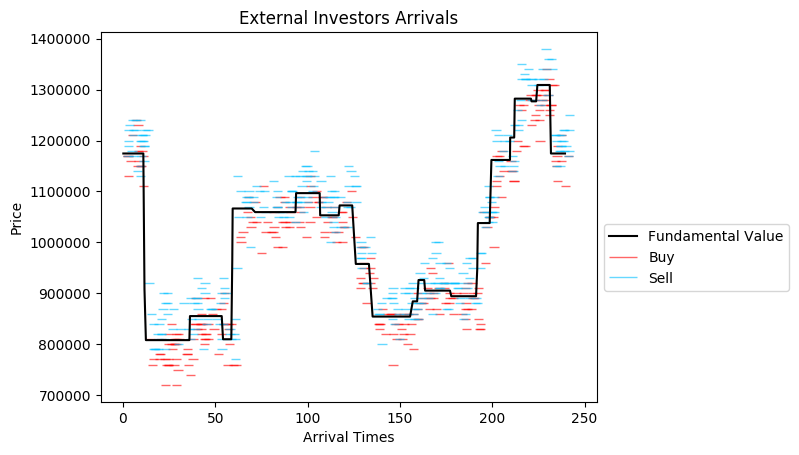 External Investors Arrivals
1400000
1300000
1200000
1100000
1000000
900000
800000
700000
Price
0 50 100 150 200 250
Arrival Times
Fundamental Value
Buy
Sell